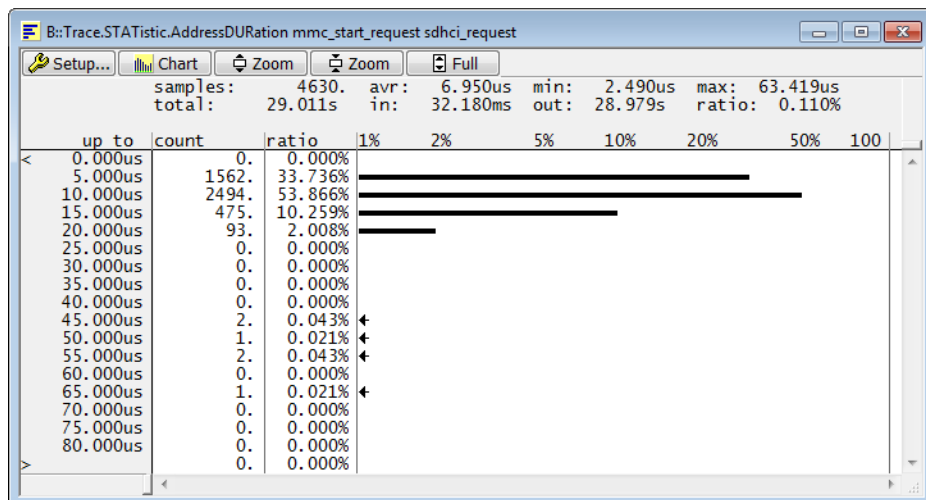 B::Trace.STATistic.AddressDURation mmc_start_request sdhci_request
Setup... Chart Zoom Zoom Full
samples: 4630. avr: 6.950us min: 2.490us max: 63.419us
total: 29.011s in: 32.180ms out: 28.979s ratio: 0.110%
up to count ratio 1% 2% 5% 10% 20% 50% 100
< 0.000us 0. 0.000%
5.000us 1562. 33.736%
10.000us 2494. 53.866%
15.000us 475. 10.259%
20.000us 93. 2.008%
25.000us 0. 0.000%
30.000us 0. 0.000%
35.000us 0. 0.000%
40.000us 0. 0.000%
45.000us 2. 0.043%
50.000us 1. 0.021%
55.000us 2. 0.043%
60.000us 0. 0.000%
65.000us 1. 0.021%
70.000us 0. 0.000%
75.000us 0. 0.000%
80.000us 0. 0.000%
> 0. 0.000%